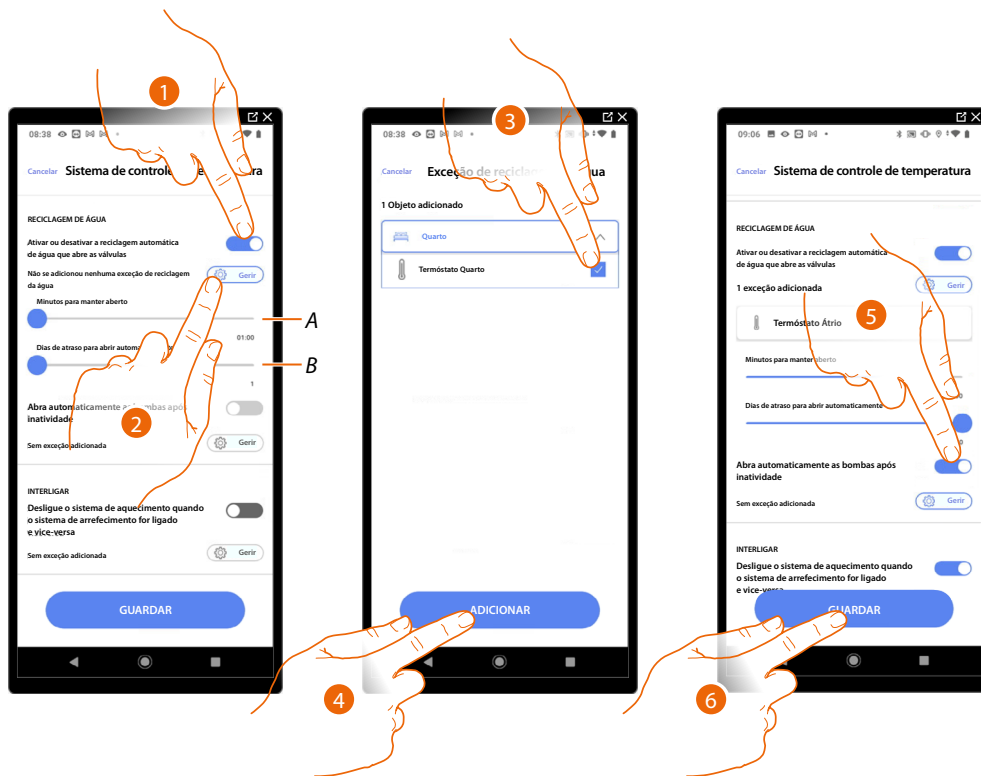 1
08:38
Cancelar Sistema de controle
RECICLAGEM DE ÁGUA
Ativar ou desativar a reciclagem automática
de água que abre as válvulas
Não se adicionou nenhuma exceção de reciclagem
da água
Gerir
Minutos para manter aberto
A
01:00
Dias de atraso para abrir
B
1
Abra automaticamente as bombas após
inatividade
2
Sem exceção adicionada
Gerir
INTERLIGAR
Desligue o sistema de aquecimento quando
o sistema de arrefecimento for ligado
e vice-versa
Sem exceção adicionada
Gerir
GUARDAR
3
08:38
Cancelar Exceção de
1 Objeto adicionado
Quarto
Termóstato Quarto
ADICIONAR
4
09:06
Cancelar Sistema de controle de temperatura
RECICLAGEM DE ÁGUA
Ativar ou desativar a reciclagem automática
de água que abre as válvulas
1 exceção adicionada
Gerir
Termóstato Átrio
5
Minutos para manter aberto
Dias de atraso para abrir automaticamente
Abra automaticamente as bombas após
inatividade
Sem exceção adicionada
Gerir
INTERLIGAR
Desligue o sistema de aquecimento quando
o sistema de arrefecimento for ligado
e vice-versa
GUARDAR
6